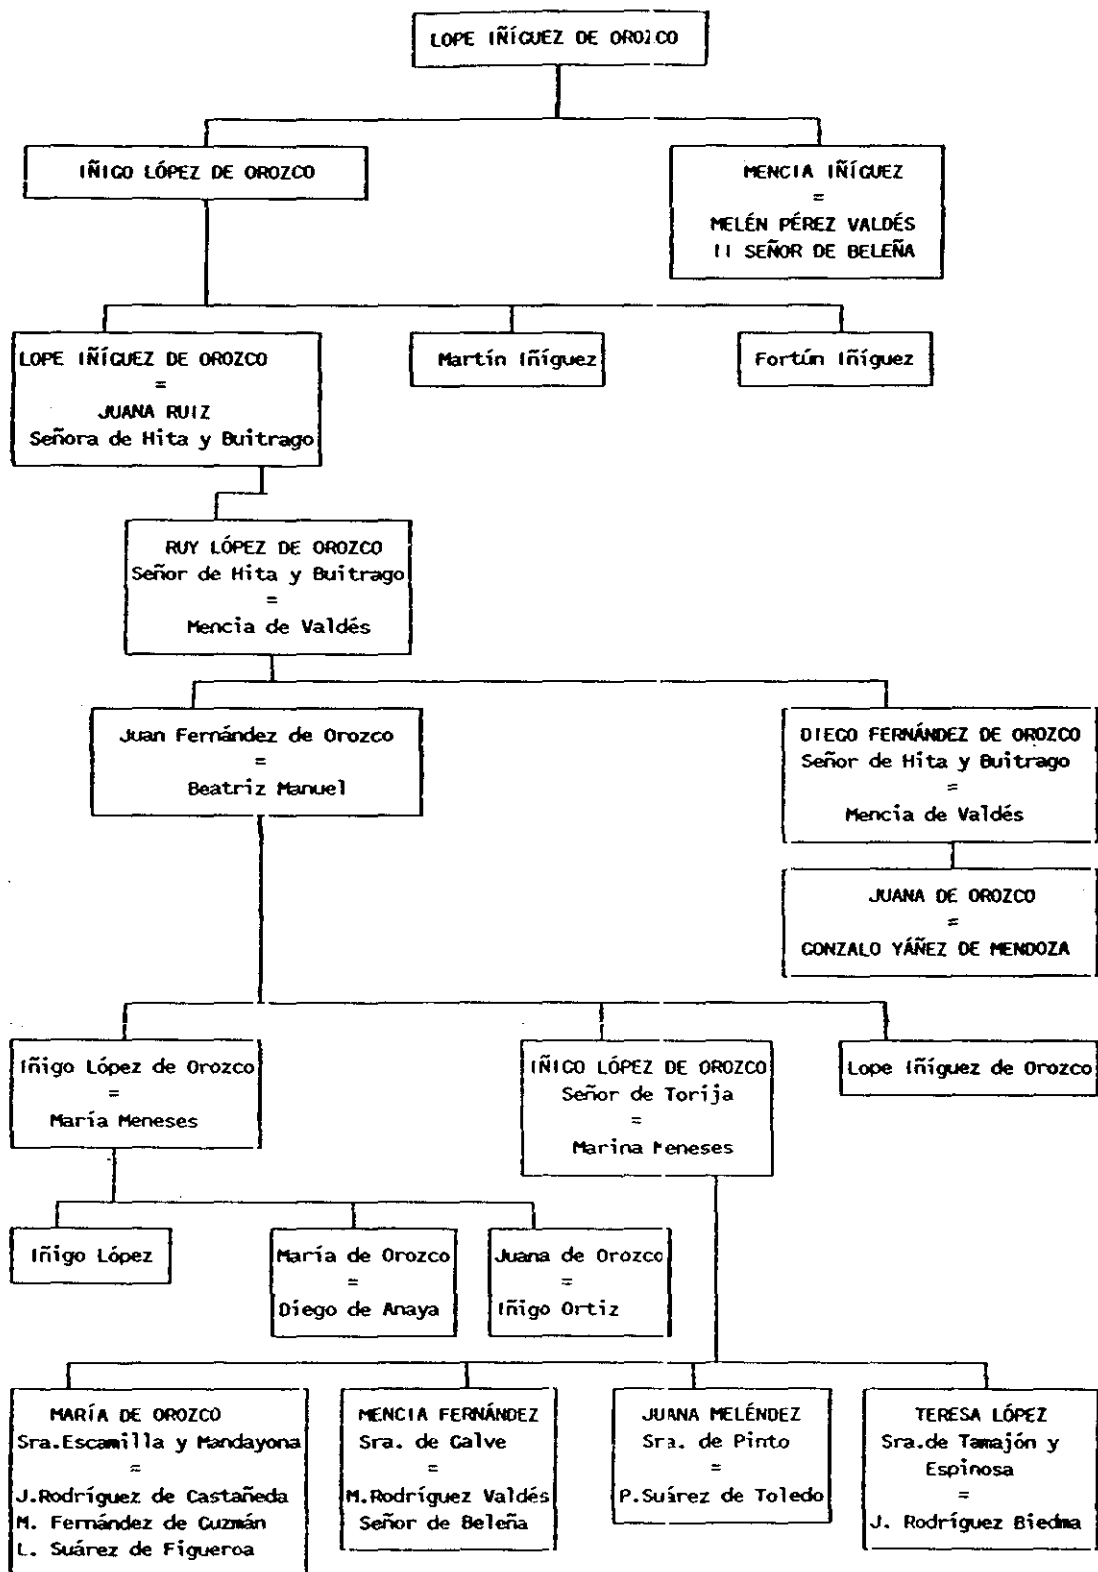 LOPE IÑÍGUEZ DE OROZCO
IÑIGO LÓPEZ DE OROZCO
MENCIA IÑÍGUEZ
=
MELÉN PÉREZ VALDÉS
II SEÑOR DE BELEÑA
LOPE IÑÍGUEZ DE OROZCO
=
JUANA RUIZ
Señora de Hita y Buitrago
Martín Iñíguez
Fortún Iñíguez
RUY LÓPEZ DE OROZCO
Señor de Hita y Buitrago
=
Mencia de Valdés
Juan Fernández de Orozco
=
Beatriz Manuel
DIEGO FERNÁNDEZ DE OROZCO
Señor de Hita y Buitrago
=
Mencia de Valdés
JUANA DE OROZCO
=
GONZALO YÁÑEZ DE MENDOZA
Iñigo López de Orozco
=
María Meneses
IÑIGO LÓPEZ DE OROZCO
Señor de Torija
=
Marina Meneses
Lope Iñíguez de Orozco
Iñigo López
María de Orozco
=
Diego de Anaya
Juana de Orozco
=
Iñigo Ortiz
MARÍA DE OROZCO
Sra.Escamilla y Mandayona
=
J.Rodríguez de Castañeda
M. Fernández de Guzmán
L. Suárez de Figueroa
MENCIA FERNÁNDEZ
Sra. de Galve
=
M.Rodríguez Valdés
Señor de Beleña
JUANA MELÉNDEZ
Sra. de Pinto
=
P.Suárez de Toledo
TERESA LÓPEZ
Sra.de Tamajón y
Espinosa
=
J. Rodríguez Biedma